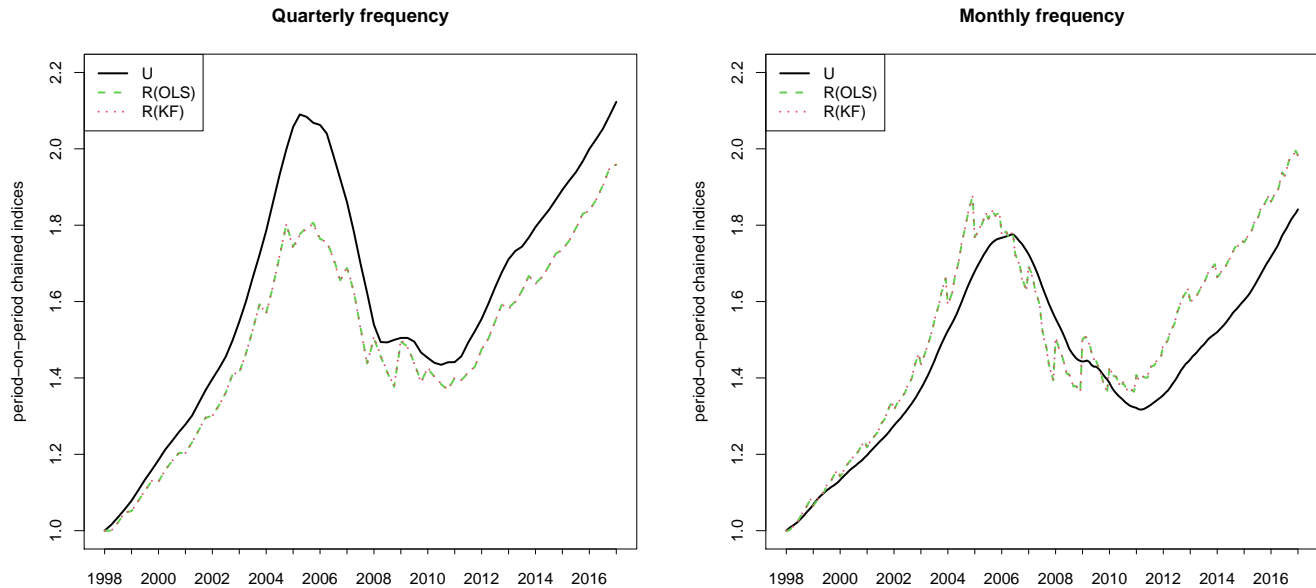 Quarterly frequency
period−on−period chained indices
2.2
2.0
1.8
1.6
1.4
1.2
1.0
U
R(OLS)
R(KF)
1998 2000 2002 2004 2006 2008 2010 2012 2014 2016
Monthly frequency
period−on−period chained indices
2.2
2.0
1.8
1.6
1.4
1.2
1.0
U
R(OLS)
R(KF)
1998 2000 2002 2004 2006 2008 2010 2012 2014 2016